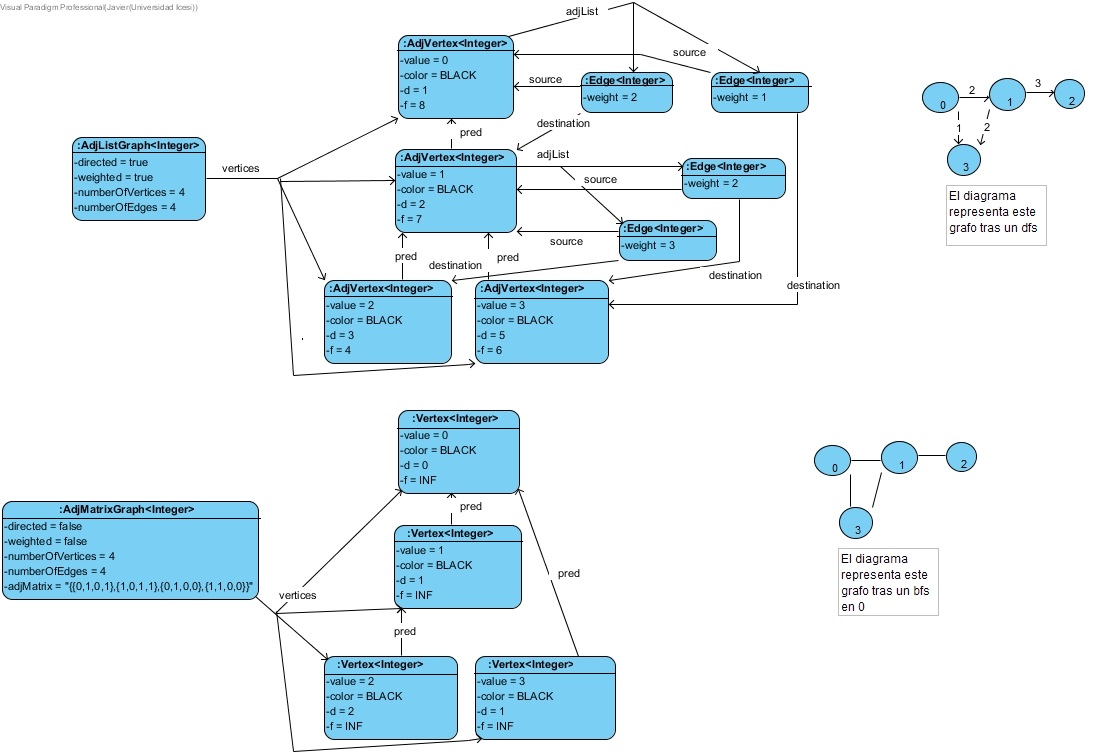 Visual Paradigm Professional(Javier(Universidad Icesi))
adjList
:AdjVertex<Integer>
-value = 0
-color = BLACK
-d = 1
-f = 8
source
source
:Edge<Integer>
-weight = 2
:Edge<Integer>
-weight = 1
destination
pred
:AdjListGraph<Integer>
-directed = true
-weighted = true
-numberOfVertices = 4
-numberOfEdges = 4
vertices
:AdjVertex<Integer>
-value = 1
-color = BLACK
-d = 2
-f = 7
adjList
source
:Edge<Integer>
-weight = 2
:Edge<Integer>
-weight = 3
source
pred
pred
destination
destination
destination
:AdjVertex<Integer>
-value = 2
-color = BLACK
-d = 3
-f = 4
:AdjVertex<Integer>
-value = 3
-color = BLACK
-d = 5
-f = 6
0
2
1
3
2
1
2
3
El diagrama
representa este
grafo tras un dfs
:Vertex<Integer>
-value = 0
-color = BLACK
-d = 0
-f = INF
pred
:AdjMatrixGraph<Integer>
-directed = false
-weighted = false
-numberOfVertices = 4
-numberOfEdges = 4
-adjMatrix = "{{0,1,0,1},{1,0,1,1},{0,1,0,0},{1,1,0,0}}"
vertices
:Vertex<Integer>
-value = 1
-color = BLACK
-d = 1
-f = INF
pred
pred
:Vertex<Integer>
-value = 2
-color = BLACK
-d = 2
-f = INF
:Vertex<Integer>
-value = 3
-color = BLACK
-d = 1
-f = INF
0
1
2
3
El diagrama
representa este
grafo tras un bfs
en 0